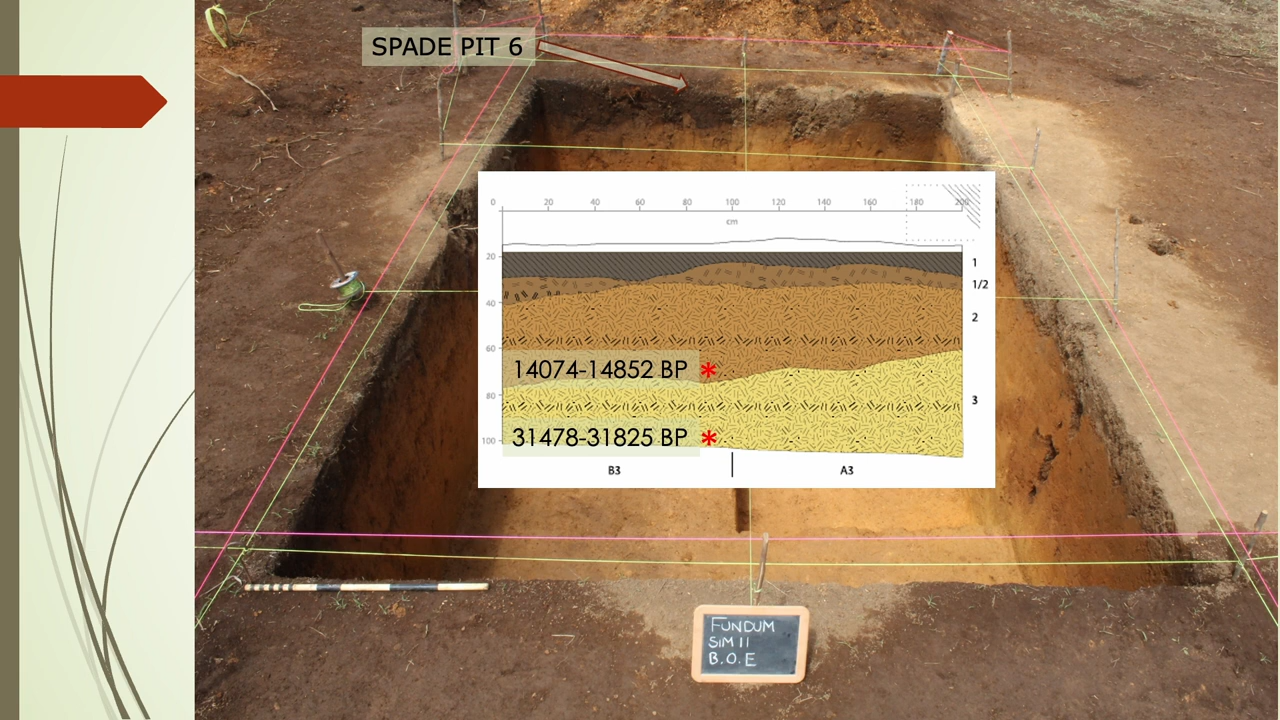 SPADE PIT 6
0 20 40 60 80 100 120 140 160 180 200
cm
20
1
1/2
40
2
60
14074-14852 BP *
80
3
31478-31825 BP *
100
B3 A3
FUNDUM
SIM II
B.O.E